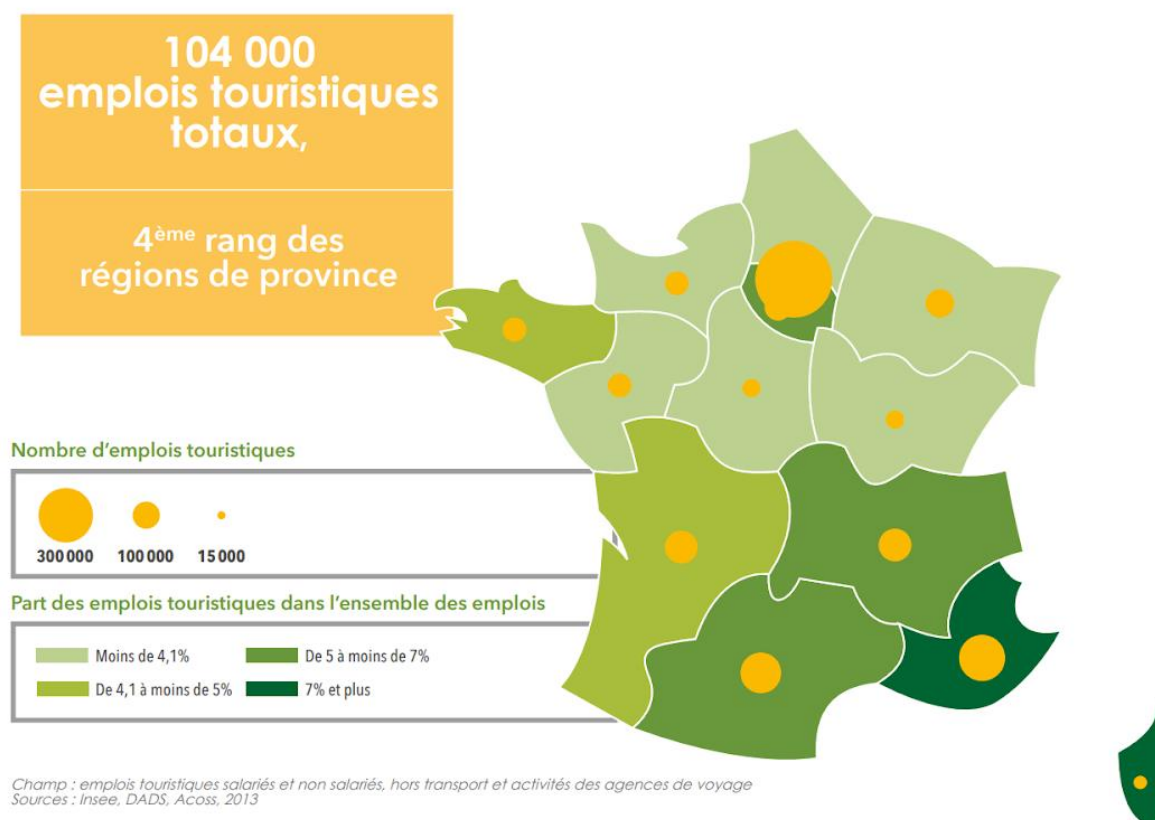 104 000
emplois touristiques
totaux,
4ème rang des
régions de province
Nombre d'emplois touristiques
300 000 100 000 15 000
Part des emplois touristiques dans l'ensemble des emplois
Moins de 4,1% De 5 à moins de 7%
De 4,1 à moins de 5% 7% et plus
Champ : emplois touristiques salariés et non salariés, hors transport et activités des agences de voyage
Sources : Insee, DADS, Acoss, 2013